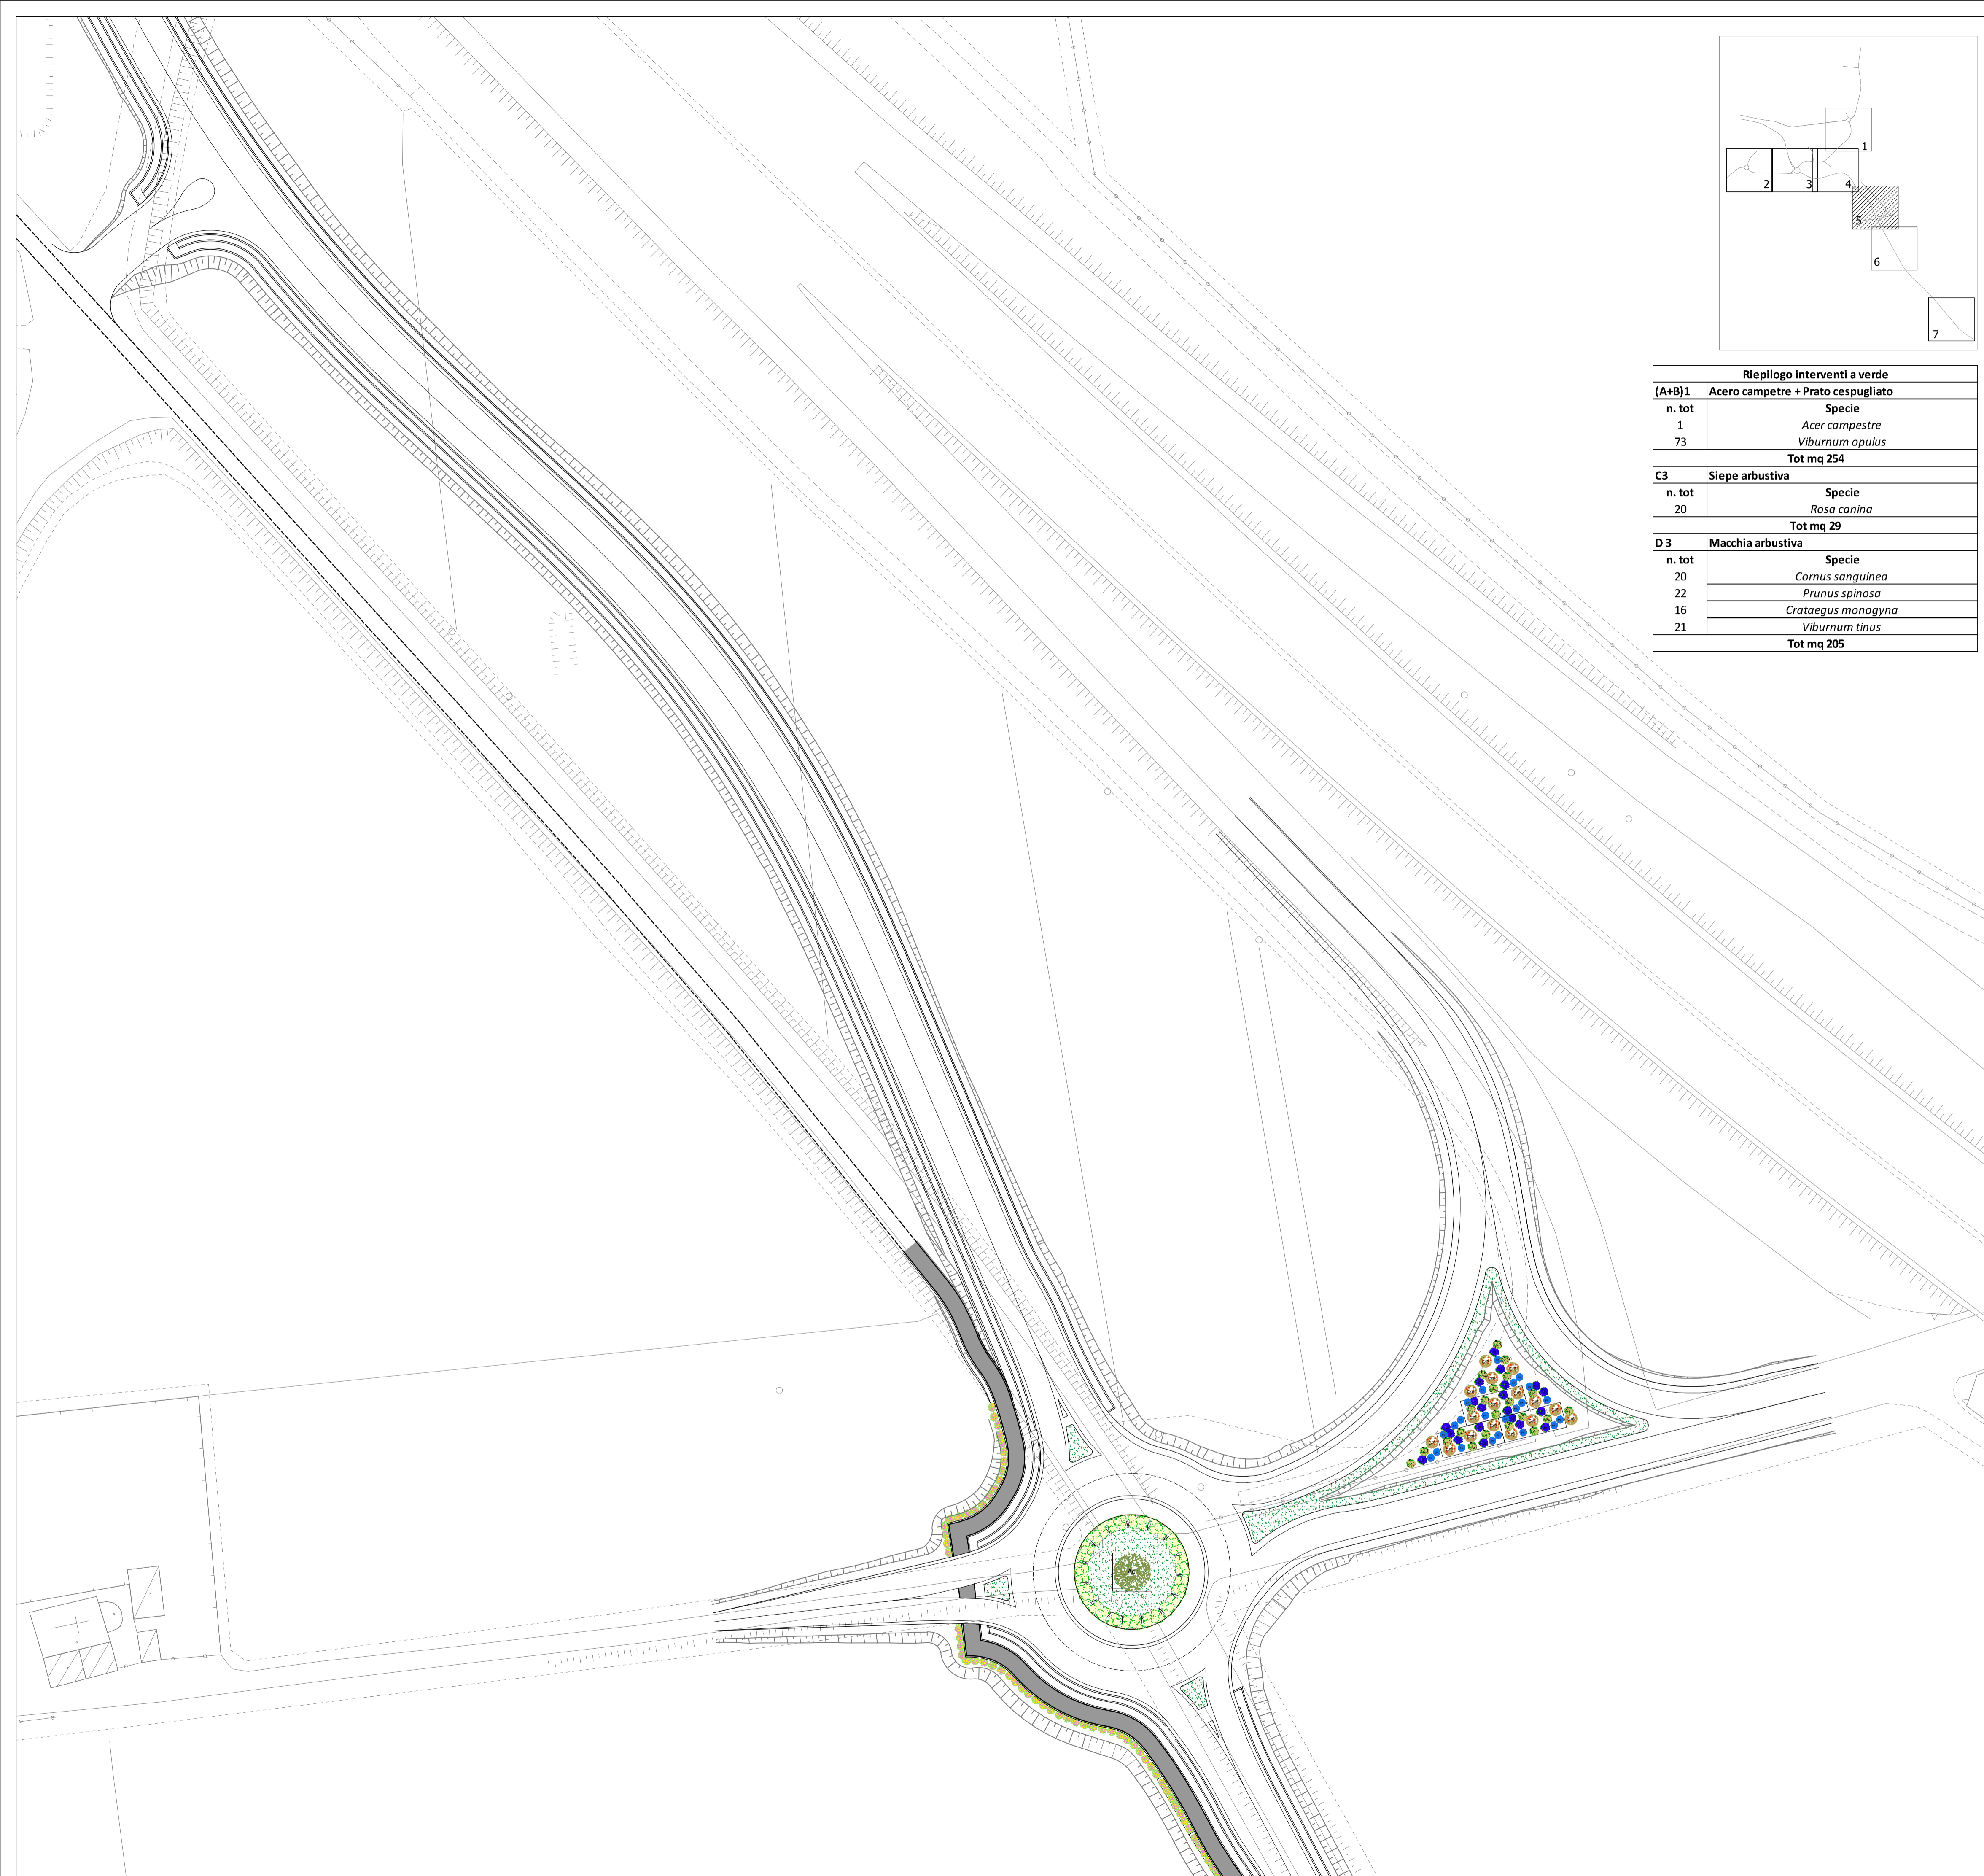 1
2
3
4
5
6
7
Riepilogo interventi a verde
(A+B)1 Acero campetre + Prato cespugliato
n. tot Specie
1 Acer campestre
73 Viburnum opulus
Tot mq 254
C3 Siepe arbustiva
n. tot Specie
20 Rosa canina
Tot mq 29
D 3 Macchia arbustiva
n. tot Specie
20 Cornus sanguinea
22 Prunus spinosa
16 Crataegus monogyna
21 Viburnum tinus
Tot mq 205